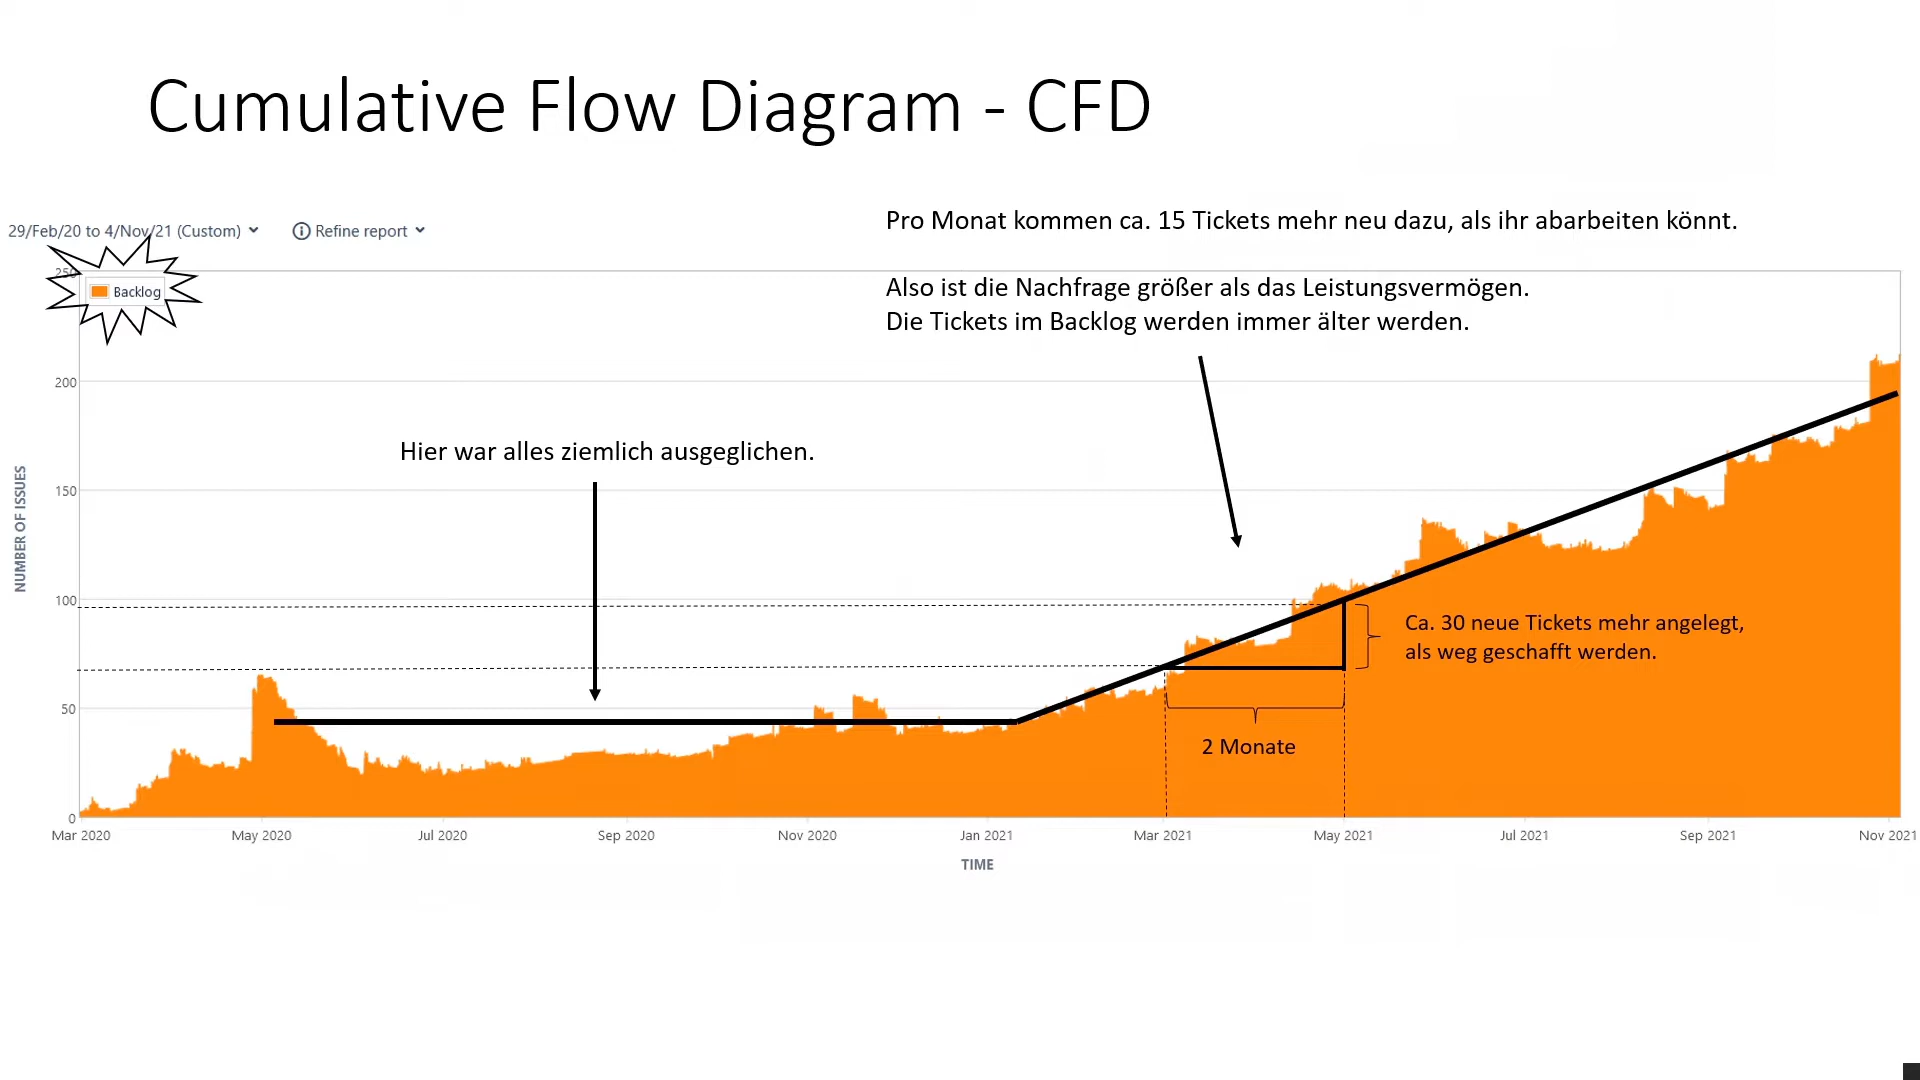 Cumulative Flow Diagram - CFD
Pro Monat kommen ca. 15 Tickets mehr neu dazu, als ihr abarbeiten könnt.
29/Feb/20 to 4/Nov/21 (Custom)
Refine report
250
Backlog
Also ist die Nachfrage größer als das Leistungsvermögen.
Die Tickets im Backlog werden immer älter werden.
200
Hier war alles ziemlich ausgeglichen.
150
NUMBER OF ISSUES
100
Ca. 30 neue Tickets mehr angelegt,
als weg geschafft werden.
50
2 Monate
0
Mar 2020 May 2020 Jul 2020 Sep 2020 Nov 2020 Jan 2021 Mar 2021 May 2021 Jul 2021 Sep 2021 Nov 2021
TIME